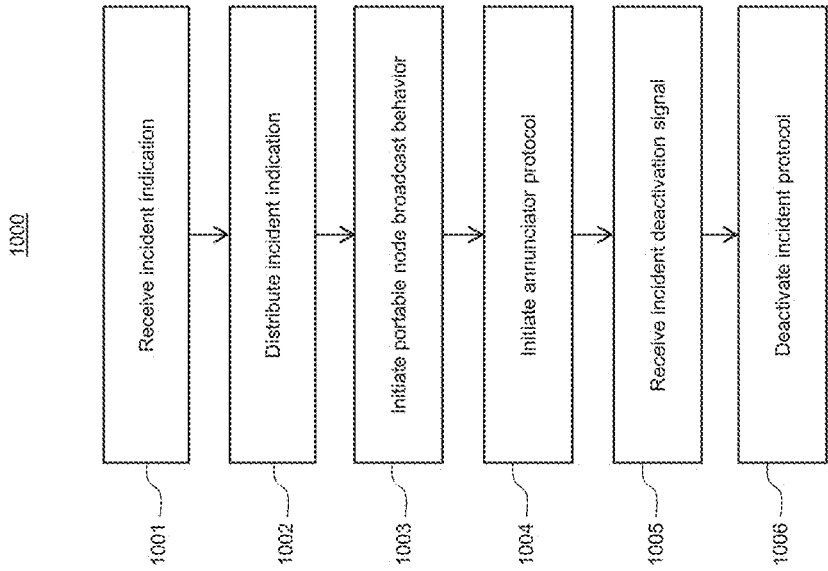 1000
Receive incident indication
1001
Distribute incident indication
1002
Initiate portable node broadcast behavior
1003
Initiate annunciator protocol
1004
Receive incident deactivation signal
1005
Deactivate incident protocol
1006